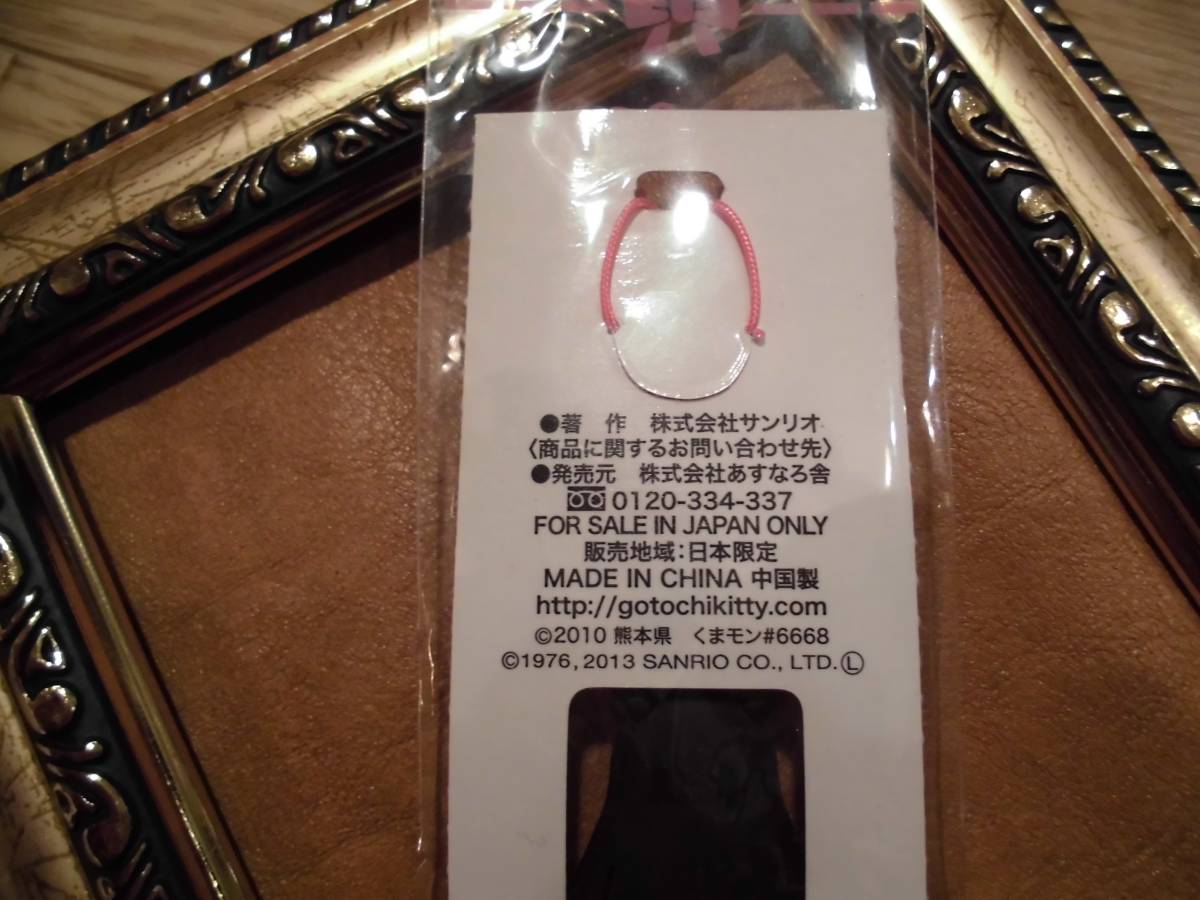 ●著　作　株式会社サンリオ
〈商品に関するお問い合わせ先〉
●発売元　株式会社あすなろ舎
0120-334-337
FOR SALE IN JAPAN ONLY
販売地域：日本限定
MADE IN CHINA 中国製
http://gotochikitty.com
©2010 熊本県　くまモン#6668
©1976, 2013 SANRIO CO., LTD. Ⓛ